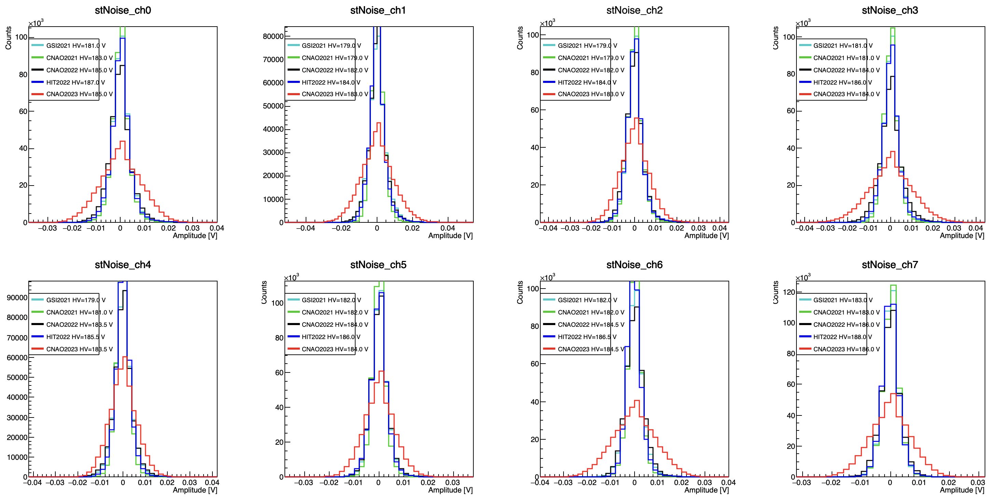 stNoise_ch0
×10³
Counts
100
80
60
40
20
0
GSI2021 HV=181.0 V
CNAO2021 HV=183.0 V
CNAO2022 HV=185.0 V
HIT2022 HV=187.0 V
CNAO2023 HV=185.0 V
−0.03 −0.02 −0.01 0 0.01 0.02 0.03 0.04
Amplitude [V]
stNoise_ch1
80000
70000
60000
50000
40000
30000
20000
10000
0
GSI2021 HV=179.0 V
CNAO2021 HV=179.0 V
CNAO2022 HV=182.0 V
HIT2022 HV=184.0 V
CNAO2023 HV=183.0 V
−0.04 −0.02 0 0.02 0.04
Amplitude [V]
stNoise_ch2
×10³
Counts
100
80
60
40
20
0
GSI2021 HV=179.0 V
CNAO2021 HV=179.0 V
CNAO2022 HV=182.0 V
HIT2022 HV=184.0 V
CNAO2023 HV=183.0 V
−0.04 −0.03 −0.02 −0.01 0 0.01 0.02 0.03 0.04
Amplitude [V]
stNoise_ch3
×10³
Counts
100
80
60
40
20
0
GSI2021 HV=181.0 V
CNAO2021 HV=181.0 V
CNAO2022 HV=184.0 V
HIT2022 HV=186.0 V
CNAO2023 HV=184.0 V
−0.04 −0.03 −0.02 −0.01 0 0.01 0.02 0.03 0.04
Amplitude [V]
stNoise_ch4
90000
80000
70000
60000
50000
40000
30000
20000
10000
0
GSI2021 HV=179.0 V
CNAO2021 HV=181.0 V
CNAO2022 HV=183.5 V
HIT2022 HV=185.5 V
CNAO2023 HV=183.5 V
−0.04 −0.03 −0.02 −0.01 0 0.01 0.02 0.03 0.04
Amplitude [V]
stNoise_ch5
×10³
Counts
100
80
60
40
20
0
GSI2021 HV=182.0 V
CNAO2021 HV=182.0 V
CNAO2022 HV=184.0 V
HIT2022 HV=186.0 V
CNAO2023 HV=184.0 V
−0.03 −0.02 −0.01 0 0.01 0.02 0.03
Amplitude [V]
stNoise_ch6
×10³
Counts
100
80
60
40
20
0
GSI2021 HV=182.0 V
CNAO2021 HV=182.0 V
CNAO2022 HV=184.5 V
HIT2022 HV=186.5 V
CNAO2023 HV=184.5 V
−0.04 −0.03 −0.02 −0.01 0 0.01 0.02 0.03 0.04
Amplitude [V]
stNoise_ch7
×10³
Counts
120
100
80
60
40
20
0
GSI2021 HV=183.0 V
CNAO2021 HV=183.0 V
CNAO2022 HV=186.0 V
HIT2022 HV=188.0 V
CNAO2023 HV=186.0 V
−0.03 −0.02 −0.01 0 0.01 0.02 0.03
Amplitude [V]